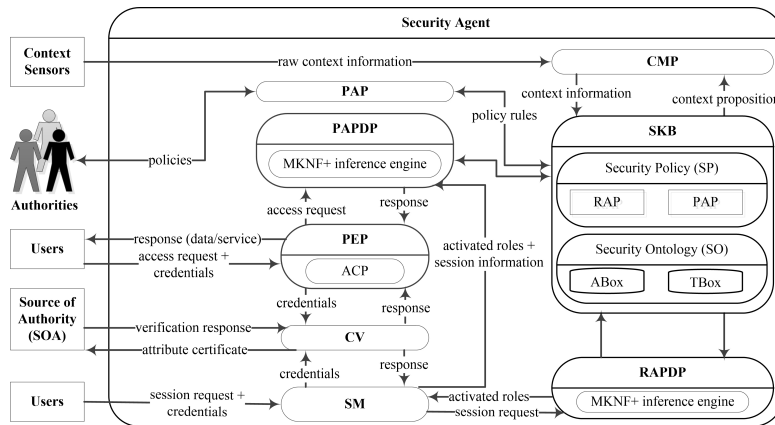 Security Agent
Context
Sensors
raw context information
CMP
context information
context proposition
PAP
policy rules
policies
Authorities
PAPDP
MKNF+ inference engine
access request
response
SKB
Security Policy (SP)
RAP
PAP
Security Ontology (SO)
ABox
TBox
Users
response (data/service)
access request +
credentials
PEP
ACP
activated roles +
session information
credentials
response
Source of
Authority
(SOA)
verification response
attribute certificate
CV
credentials
response
Users
session request +
credentials
SM
activated roles
session request
RAPDP
MKNF+ inference engine